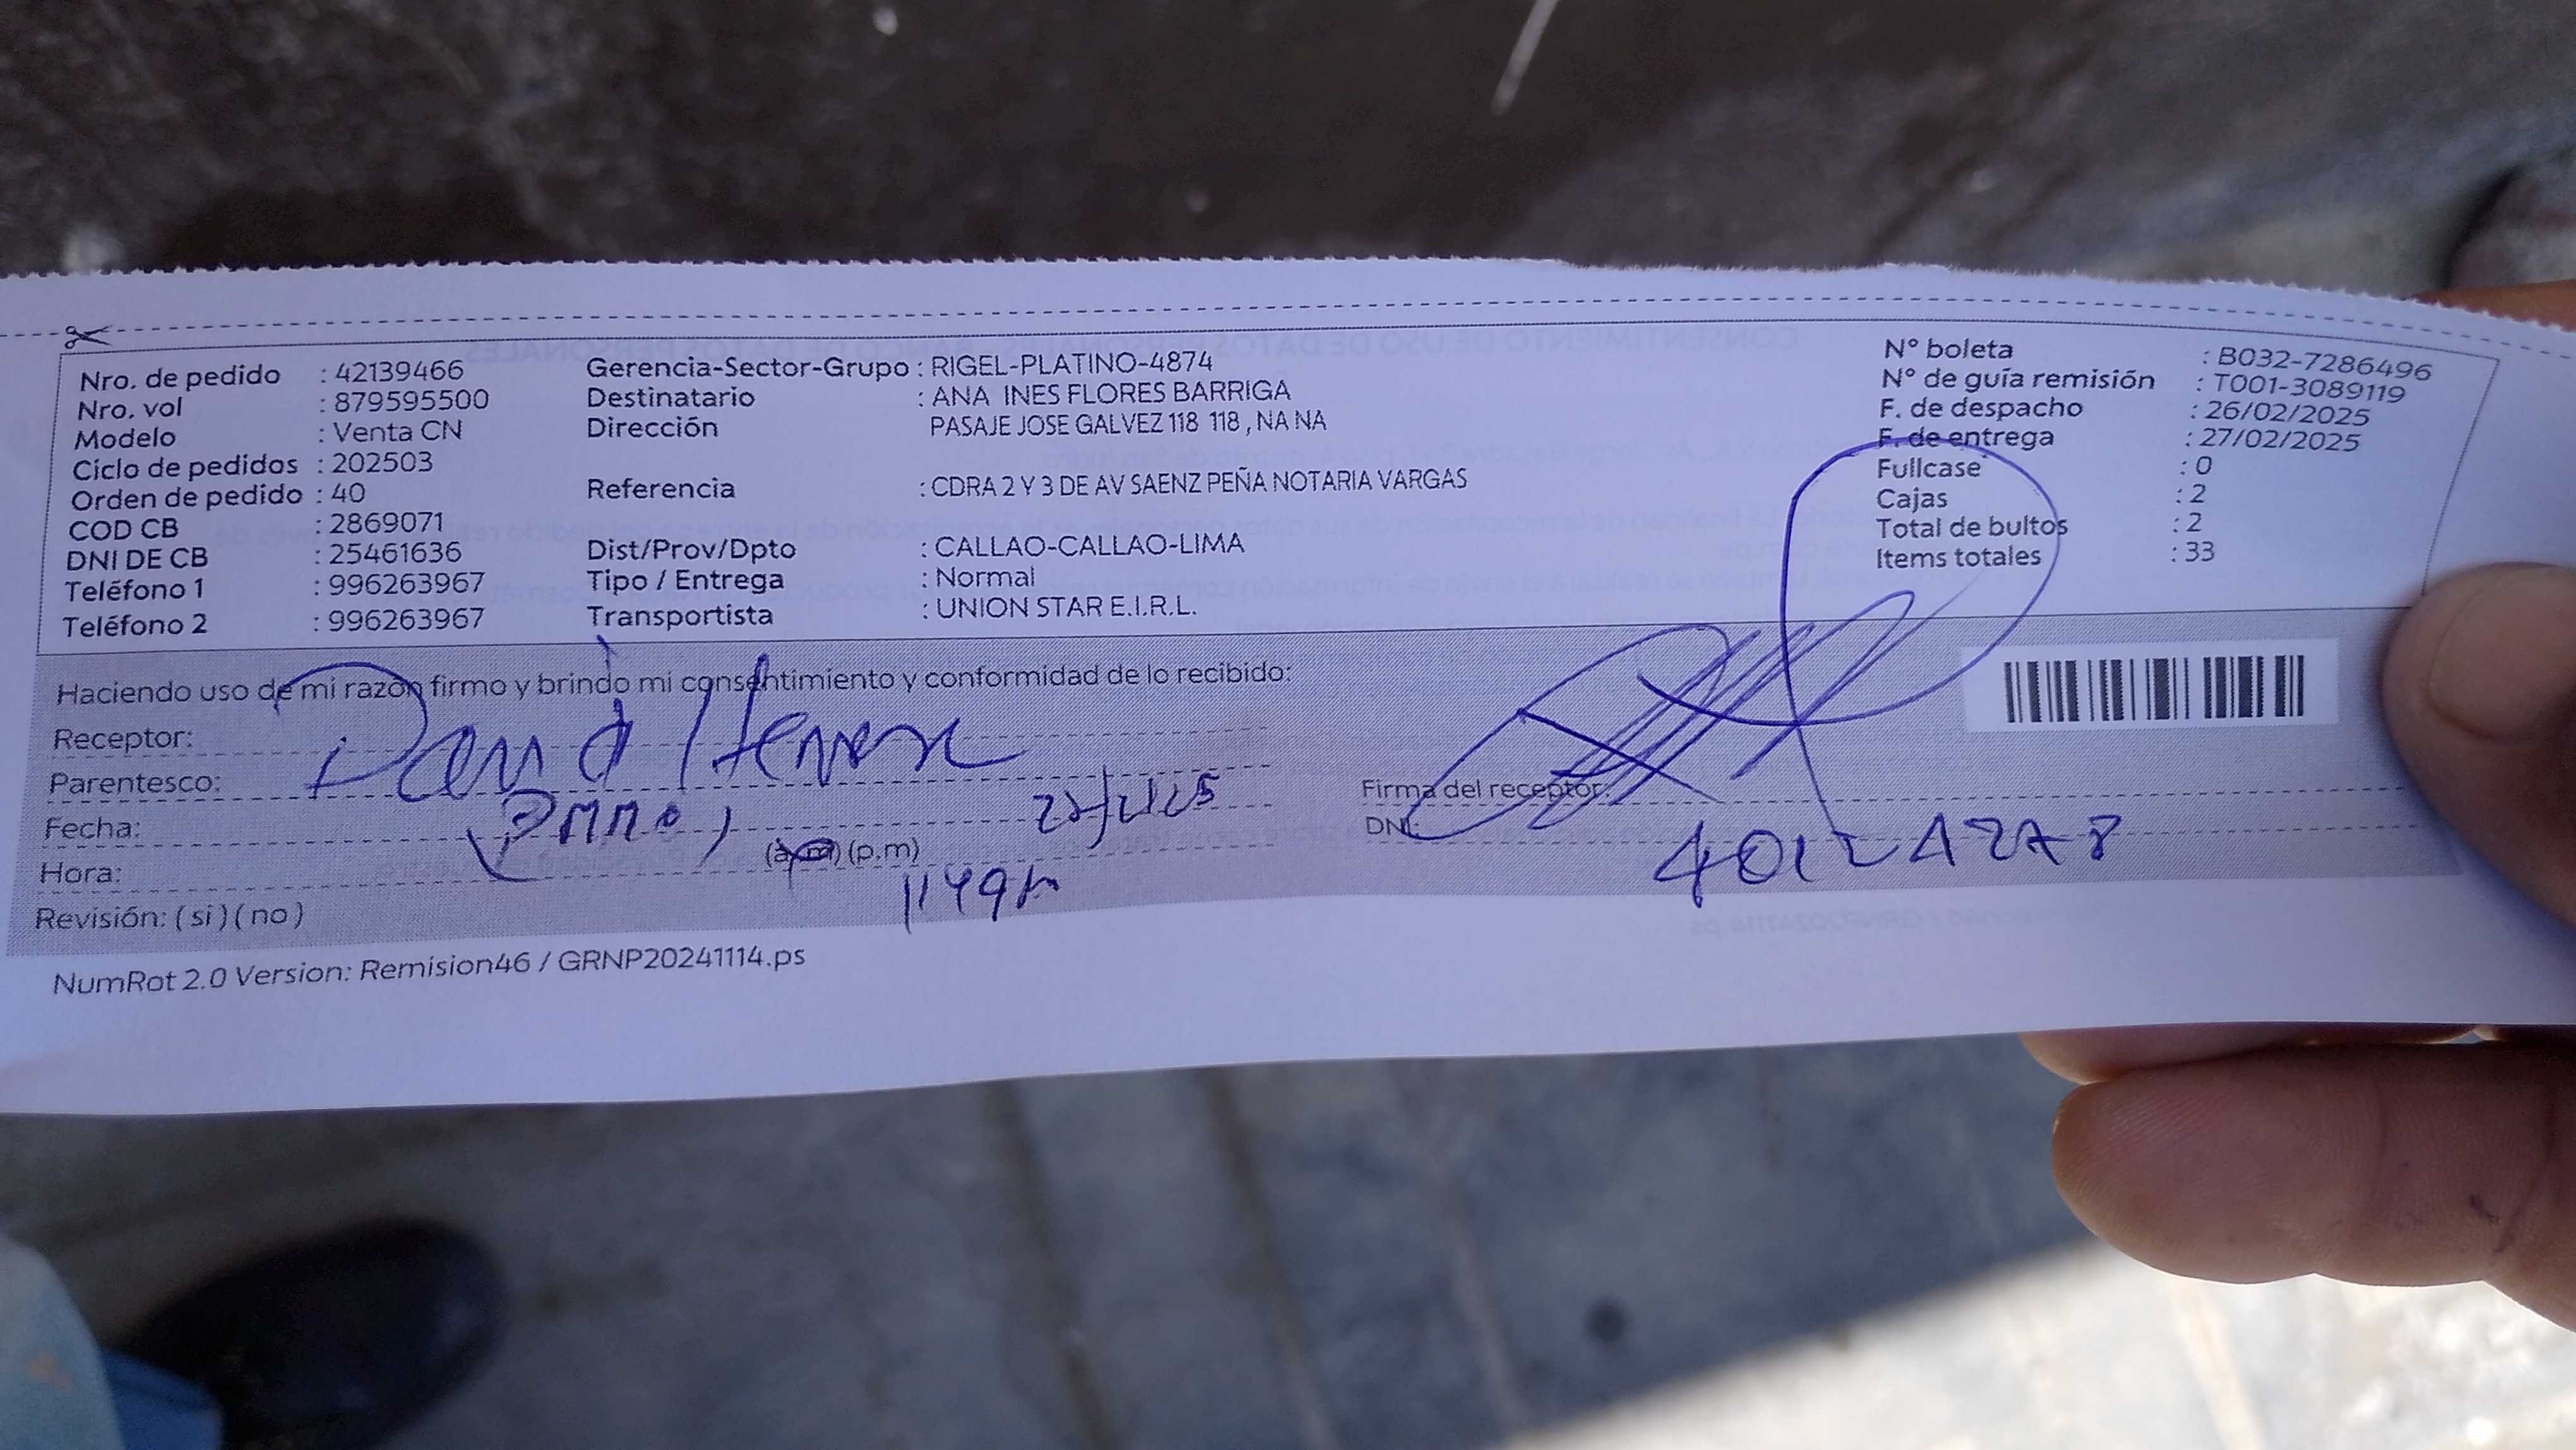 Nro. de pedido : 42139466 Gerencia-Sector-Grupo : RIGEL-PLATINO-4874 N° boleta : B032-7286496
Nro. vol : 879595500 Destinatario : ANA INES FLORES BARRIGA N° de guía remisión : T001-3089119
Modelo : Venta CN Dirección PASAJE JOSE GALVEZ 118 118 , NA NA F. de despacho : 26/02/2025
Ciclo de pedidos : 202503 F. de entrega : 27/02/2025
Orden de pedido : 40 Referencia : CDRA 2 Y 3 DE AV SAENZ PEÑA NOTARIA VARGAS Fullcase : 0
COD CB : 2869071 Cajas : 2
DNI DE CB : 25461636 Dist/Prov/Dpto : CALLAO-CALLAO-LIMA Total de bultos : 2
Teléfono 1 : 996263967 Tipo / Entrega : Normal Items totales : 33
Teléfono 2 : 996263967 Transportista : UNION STAR E.I.R.L.
Haciendo uso de mi razón firmo y brindo mi consentimiento y conformidad de lo recibido:
Receptor: David
Parentesco: Firma del receptor:
Fecha: DNI:
Hora: (a.m) (p.m)
Revisión: ( si ) ( no )
NumRot 2.0 Version: Remision46 / GRNP20241114.ps